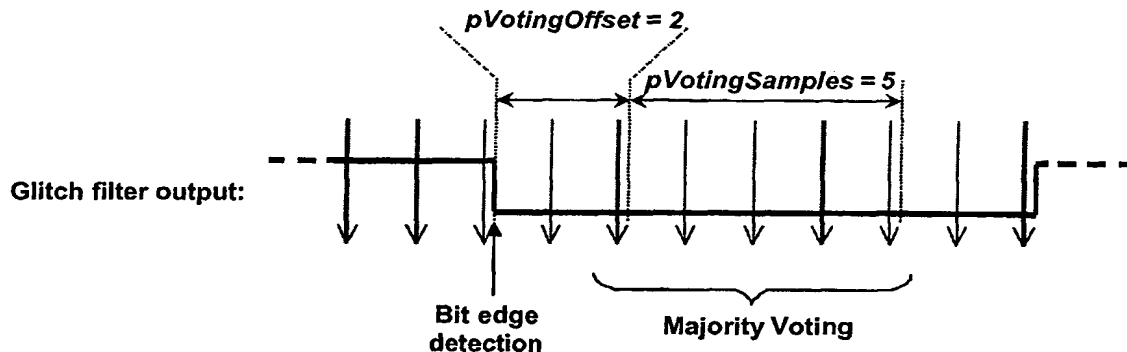 pVotingOffset = 2
pVotingSamples = 5
Glitch filter output:
Bit edge
detection
Majority Voting